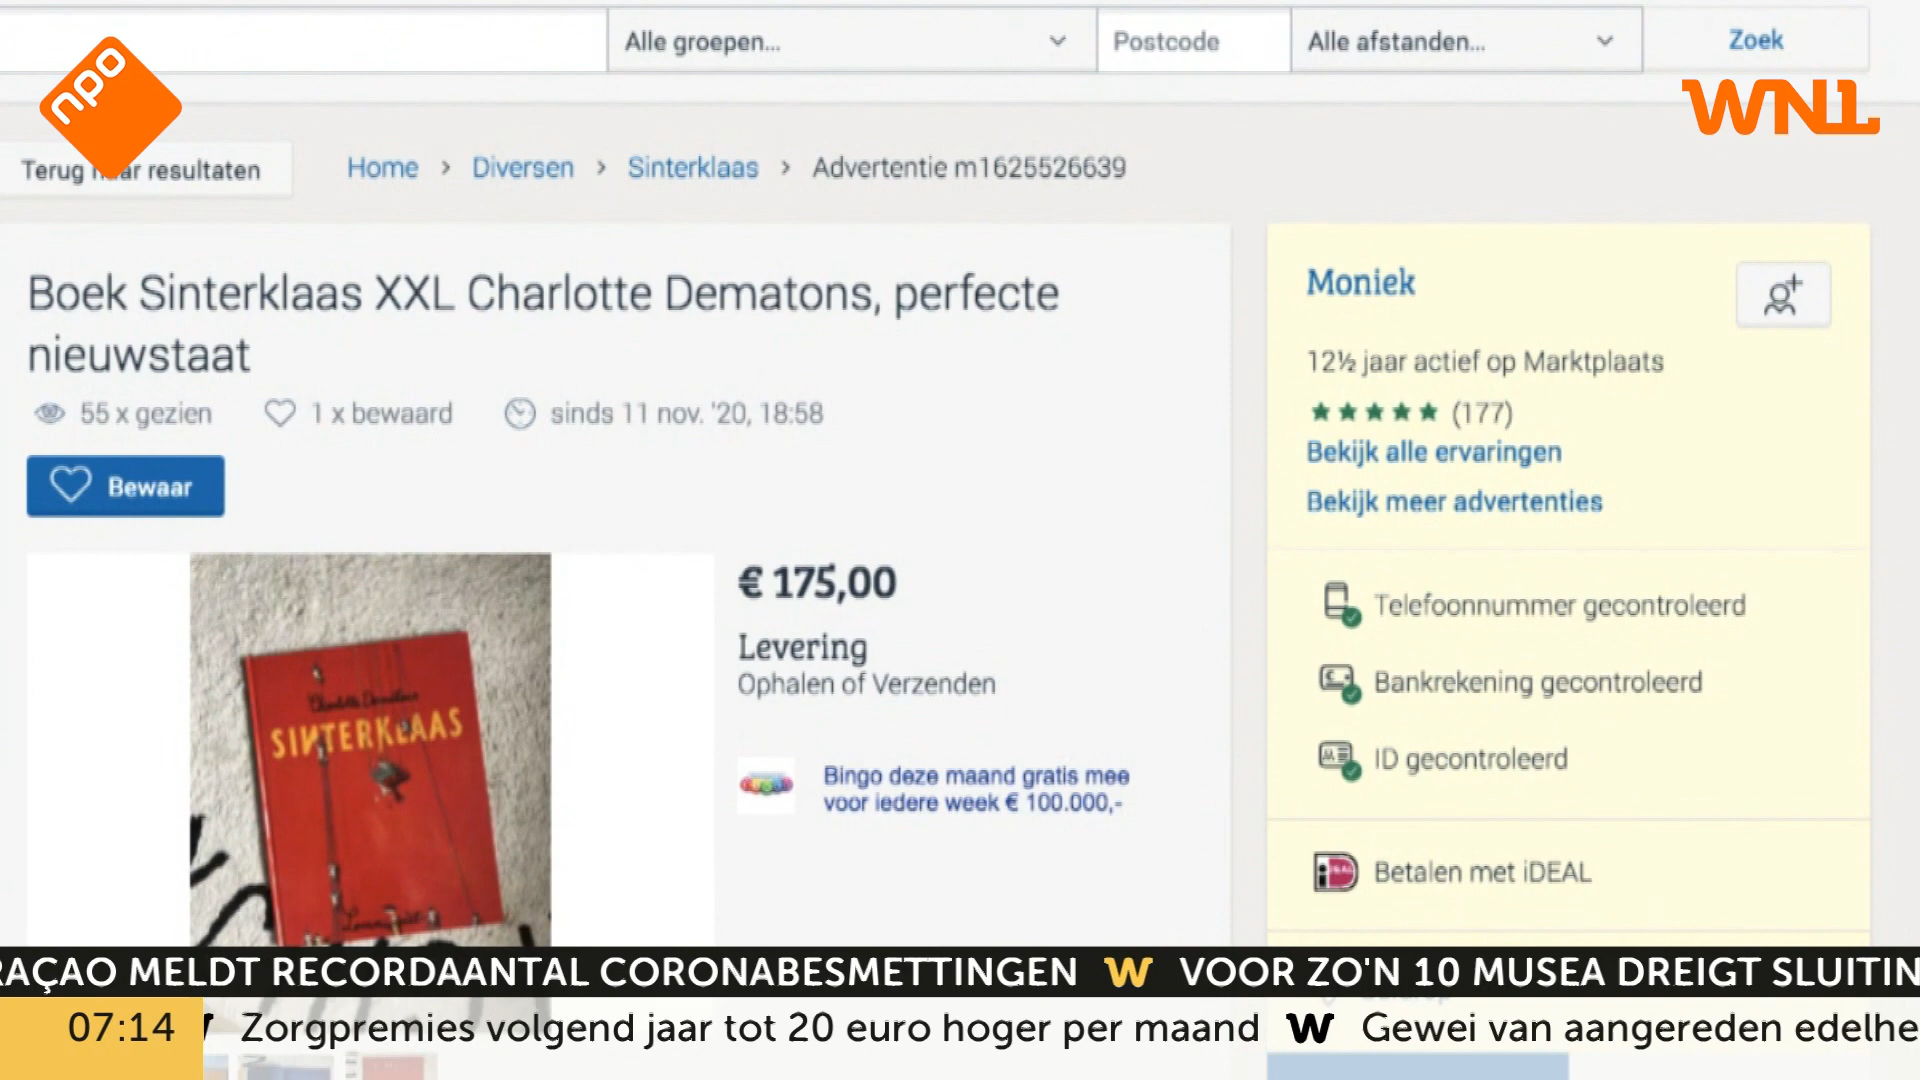 Alle groepen...
Postcode
Alle afstanden...
Zoek
npo
WNL
Terug naar resultaten
Home > Diversen > Sinterklaas > Advertentie m1625526639
Boek Sinterklaas XXL Charlotte Dematons, perfecte
nieuwstaat
55 x gezien
1 x bewaard
sinds 11 nov. '20, 18:58
Bewaar
Charlotte Dematons
SINTERKLAAS
Lemniscaat
€ 175,00
Levering
Ophalen of Verzenden
Bingo deze maand gratis mee
voor iedere week € 100.000,-
Moniek
12½ jaar actief op Marktplaats
(177)
Bekijk alle ervaringen
Bekijk meer advertenties
Telefoonnummer gecontroleerd
Bankrekening gecontroleerd
ID gecontroleerd
iDEAL
Betalen met iDEAL
RAÇAO MELDT RECORDAANTAL CORONABESMETTINGEN W VOOR ZO'N 10 MUSEA DREIGT SLUITIN
07:14
Zorgpremies volgend jaar tot 20 euro hoger per maand W Gewei van aangereden edelhe